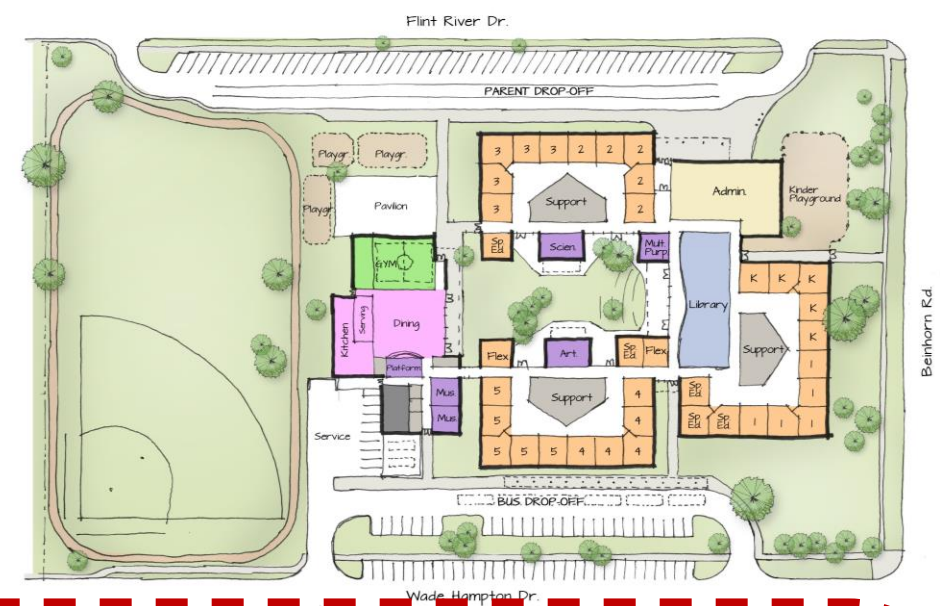 Flint River Dr.
PARENT DROP-OFF
3 3 3 2 2 2
Playgr. Playgr.
3 2
Admin.
Kinder
Playground
Support
Playgr.
Pavilion
3 2
Sp
Ed
Scien.
Mult.
Purp.
GYM
K K K
Library
K
Serving
Dining
Kitchen
K
Support
Flex
Art.
Sp
Ed
Flex
Platform
1
Mus.
Mus.
5 4
Support
Sp
Ed
1
Service
5 4
Sp
Ed
Sp
Ed
1 1 1
5 5 5 4 4 4
BUS DROP-OFF
Wade Hampton Dr.
Beinhorn Rd.